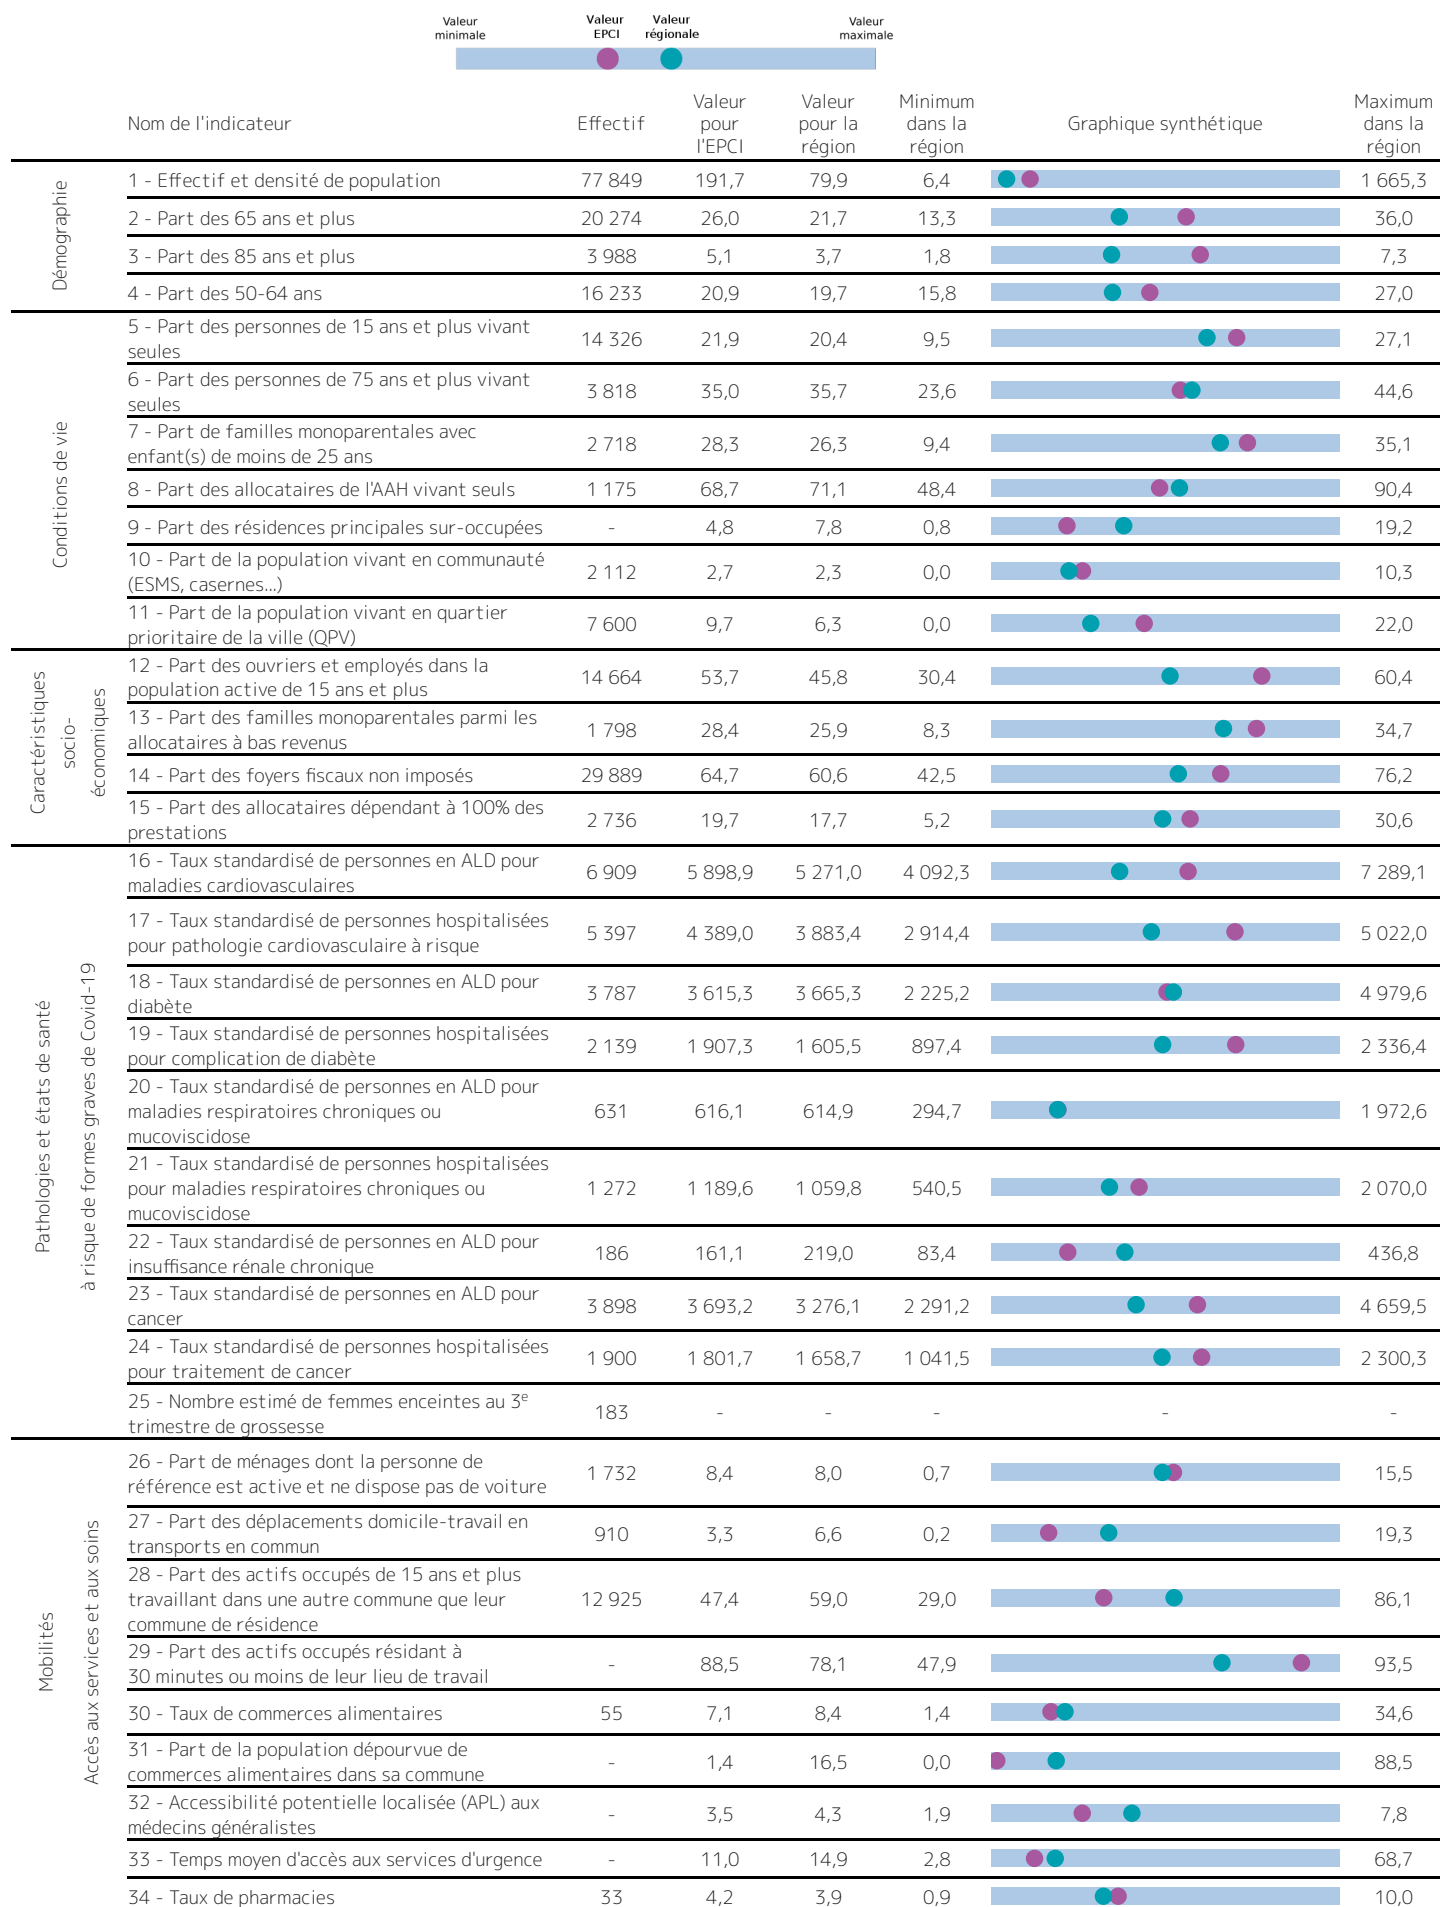 Valeur minimale
Valeur EPCI
Valeur régionale
Valeur maximale
Nom de l'indicateur
Effectif
Valeur pour l'EPCI
Valeur pour la région
Minimum dans la région
Graphique synthétique
Maximum dans la région
Démographie
1 - Effectif et densité de population 77 849 191,7 79,9 6,4 1 665,3
2 - Part des 65 ans et plus 20 274 26,0 21,7 13,3 36,0
3 - Part des 85 ans et plus 3 988 5,1 3,7 1,8 7,3
4 - Part des 50-64 ans 16 233 20,9 19,7 15,8 27,0
Conditions de vie
5 - Part des personnes de 15 ans et plus vivant
seules 14 326 21,9 20,4 9,5 27,1
6 - Part des personnes de 75 ans et plus vivant
seules 3 818 35,0 35,7 23,6 44,6
7 - Part de familles monoparentales avec
enfant(s) de moins de 25 ans 2 718 28,3 26,3 9,4 35,1
8 - Part des allocataires de l'AAH vivant seuls 1 175 68,7 71,1 48,4 90,4
9 - Part des résidences principales sur-occupées - 4,8 7,8 0,8 19,2
10 - Part de la population vivant en communauté
(ESMS, casernes...) 2 112 2,7 2,3 0,0 10,3
11 - Part de la population vivant en quartier
prioritaire de la ville (QPV) 7 600 9,7 6,3 0,0 22,0
Caractéristiques
socio-
économiques
12 - Part des ouvriers et employés dans la
population active de 15 ans et plus 14 664 53,7 45,8 30,4 60,4
13 - Part des familles monoparentales parmi les
allocataires à bas revenus 1 798 28,4 25,9 8,3 34,7
14 - Part des foyers fiscaux non imposés 29 889 64,7 60,6 42,5 76,2
15 - Part des allocataires dépendant à 100% des
prestations 2 736 19,7 17,7 5,2 30,6
Pathologies et états de santé
à risque de formes graves de Covid-19
16 - Taux standardisé de personnes en ALD pour
maladies cardiovasculaires 6 909 5 898,9 5 271,0 4 092,3 7 289,1
17 - Taux standardisé de personnes hospitalisées
pour pathologie cardiovasculaire à risque 5 397 4 389,0 3 883,4 2 914,4 5 022,0
18 - Taux standardisé de personnes en ALD pour
diabète 3 787 3 615,3 3 665,3 2 225,2 4 979,6
19 - Taux standardisé de personnes hospitalisées
pour complication de diabète 2 139 1 907,3 1 605,5 897,4 2 336,4
20 - Taux standardisé de personnes en ALD pour
maladies respiratoires chroniques ou 631 616,1 614,9 294,7 1 972,6
mucoviscidose
21 - Taux standardisé de personnes hospitalisées
pour maladies respiratoires chroniques ou 1 272 1 189,6 1 059,8 540,5 2 070,0
mucoviscidose
22 - Taux standardisé de personnes en ALD pour
insuffisance rénale chronique 186 161,1 219,0 83,4 436,8
23 - Taux standardisé de personnes en ALD pour
cancer 3 898 3 693,2 3 276,1 2 291,2 4 659,5
24 - Taux standardisé de personnes hospitalisées
pour traitement de cancer 1 900 1 801,7 1 658,7 1 041,5 2 300,3
25 - Nombre estimé de femmes enceintes au 3e
trimestre de grossesse 183 - - - - -
Mobilités
Accès aux services et aux soins
26 - Part de ménages dont la personne de
référence est active et ne dispose pas de voiture 1 732 8,4 8,0 0,7 15,5
27 - Part des déplacements domicile-travail en
transports en commun 910 3,3 6,6 0,2 19,3
28 - Part des actifs occupés de 15 ans et plus
travaillant dans une autre commune que leur 12 925 47,4 59,0 29,0 86,1
commune de résidence
29 - Part des actifs occupés résidant à
30 minutes ou moins de leur lieu de travail - 88,5 78,1 47,9 93,5
30 - Taux de commerces alimentaires 55 7,1 8,4 1,4 34,6
31 - Part de la population dépourvue de
commerces alimentaires dans sa commune - 1,4 16,5 0,0 88,5
32 - Accessibilité potentielle localisée (APL) aux
médecins généralistes - 3,5 4,3 1,9 7,8
33 - Temps moyen d'accès aux services d'urgence - 11,0 14,9 2,8 68,7
34 - Taux de pharmacies 33 4,2 3,9 0,9 10,0